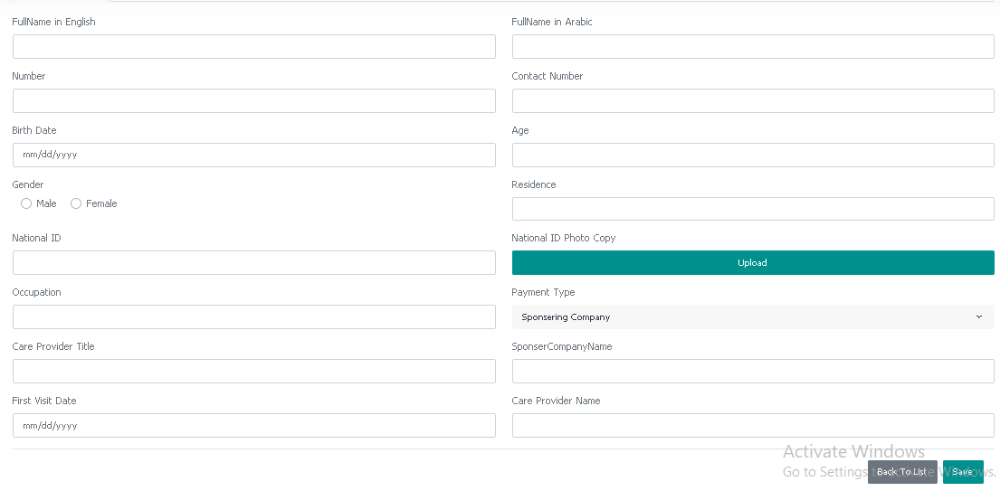 FullName in English
FullName in Arabic
Number
Contact Number
Birth Date
Age
mm/dd/yyyy
Gender
Residence
Male
Female
National ID
National ID Photo Copy
Upload
Occupation
Payment Type
Sponsering Company
Care Provider Title
SponserCompanyName
First Visit Date
Care Provider Name
mm/dd/yyyy
Activate Windows
Go to Settings to activate Windows.
Back To List
Save